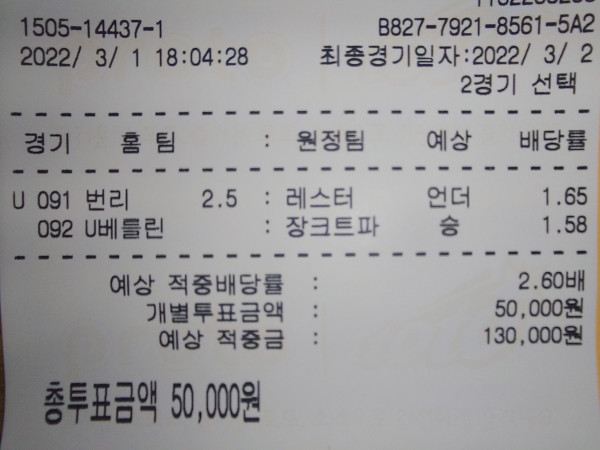 1505-14437-1 B827-7921-8561-5A2
2022/ 3/ 1 18:04:28 최종경기일자:2022/ 3/ 2
2경기 선택
경기 홈 팀 : 원정팀 예상 배당률
U 091 번리 2.5 : 레스터 언더 1.65
092 U베를린 : 장크트파 승 1.58
예상 적중배당률 : 2.60배
개별투표금액 : 50,000원
예상 적중금 : 130,000원
총투표금액 50,000원